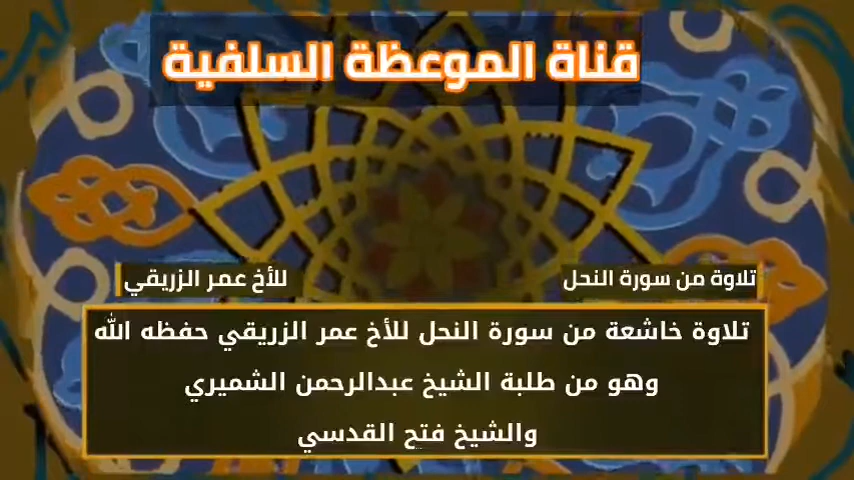 قناة الموعظة السلفية
تلاوة من سورة النحل
للأخ عمر الزريقي
تلاوة خاشعة من سورة النحل للأخ عمر الزريقي حفظه الله
وهو من طلبة الشيخ عبدالرحمن الشميري
والشيخ فتح القدسي